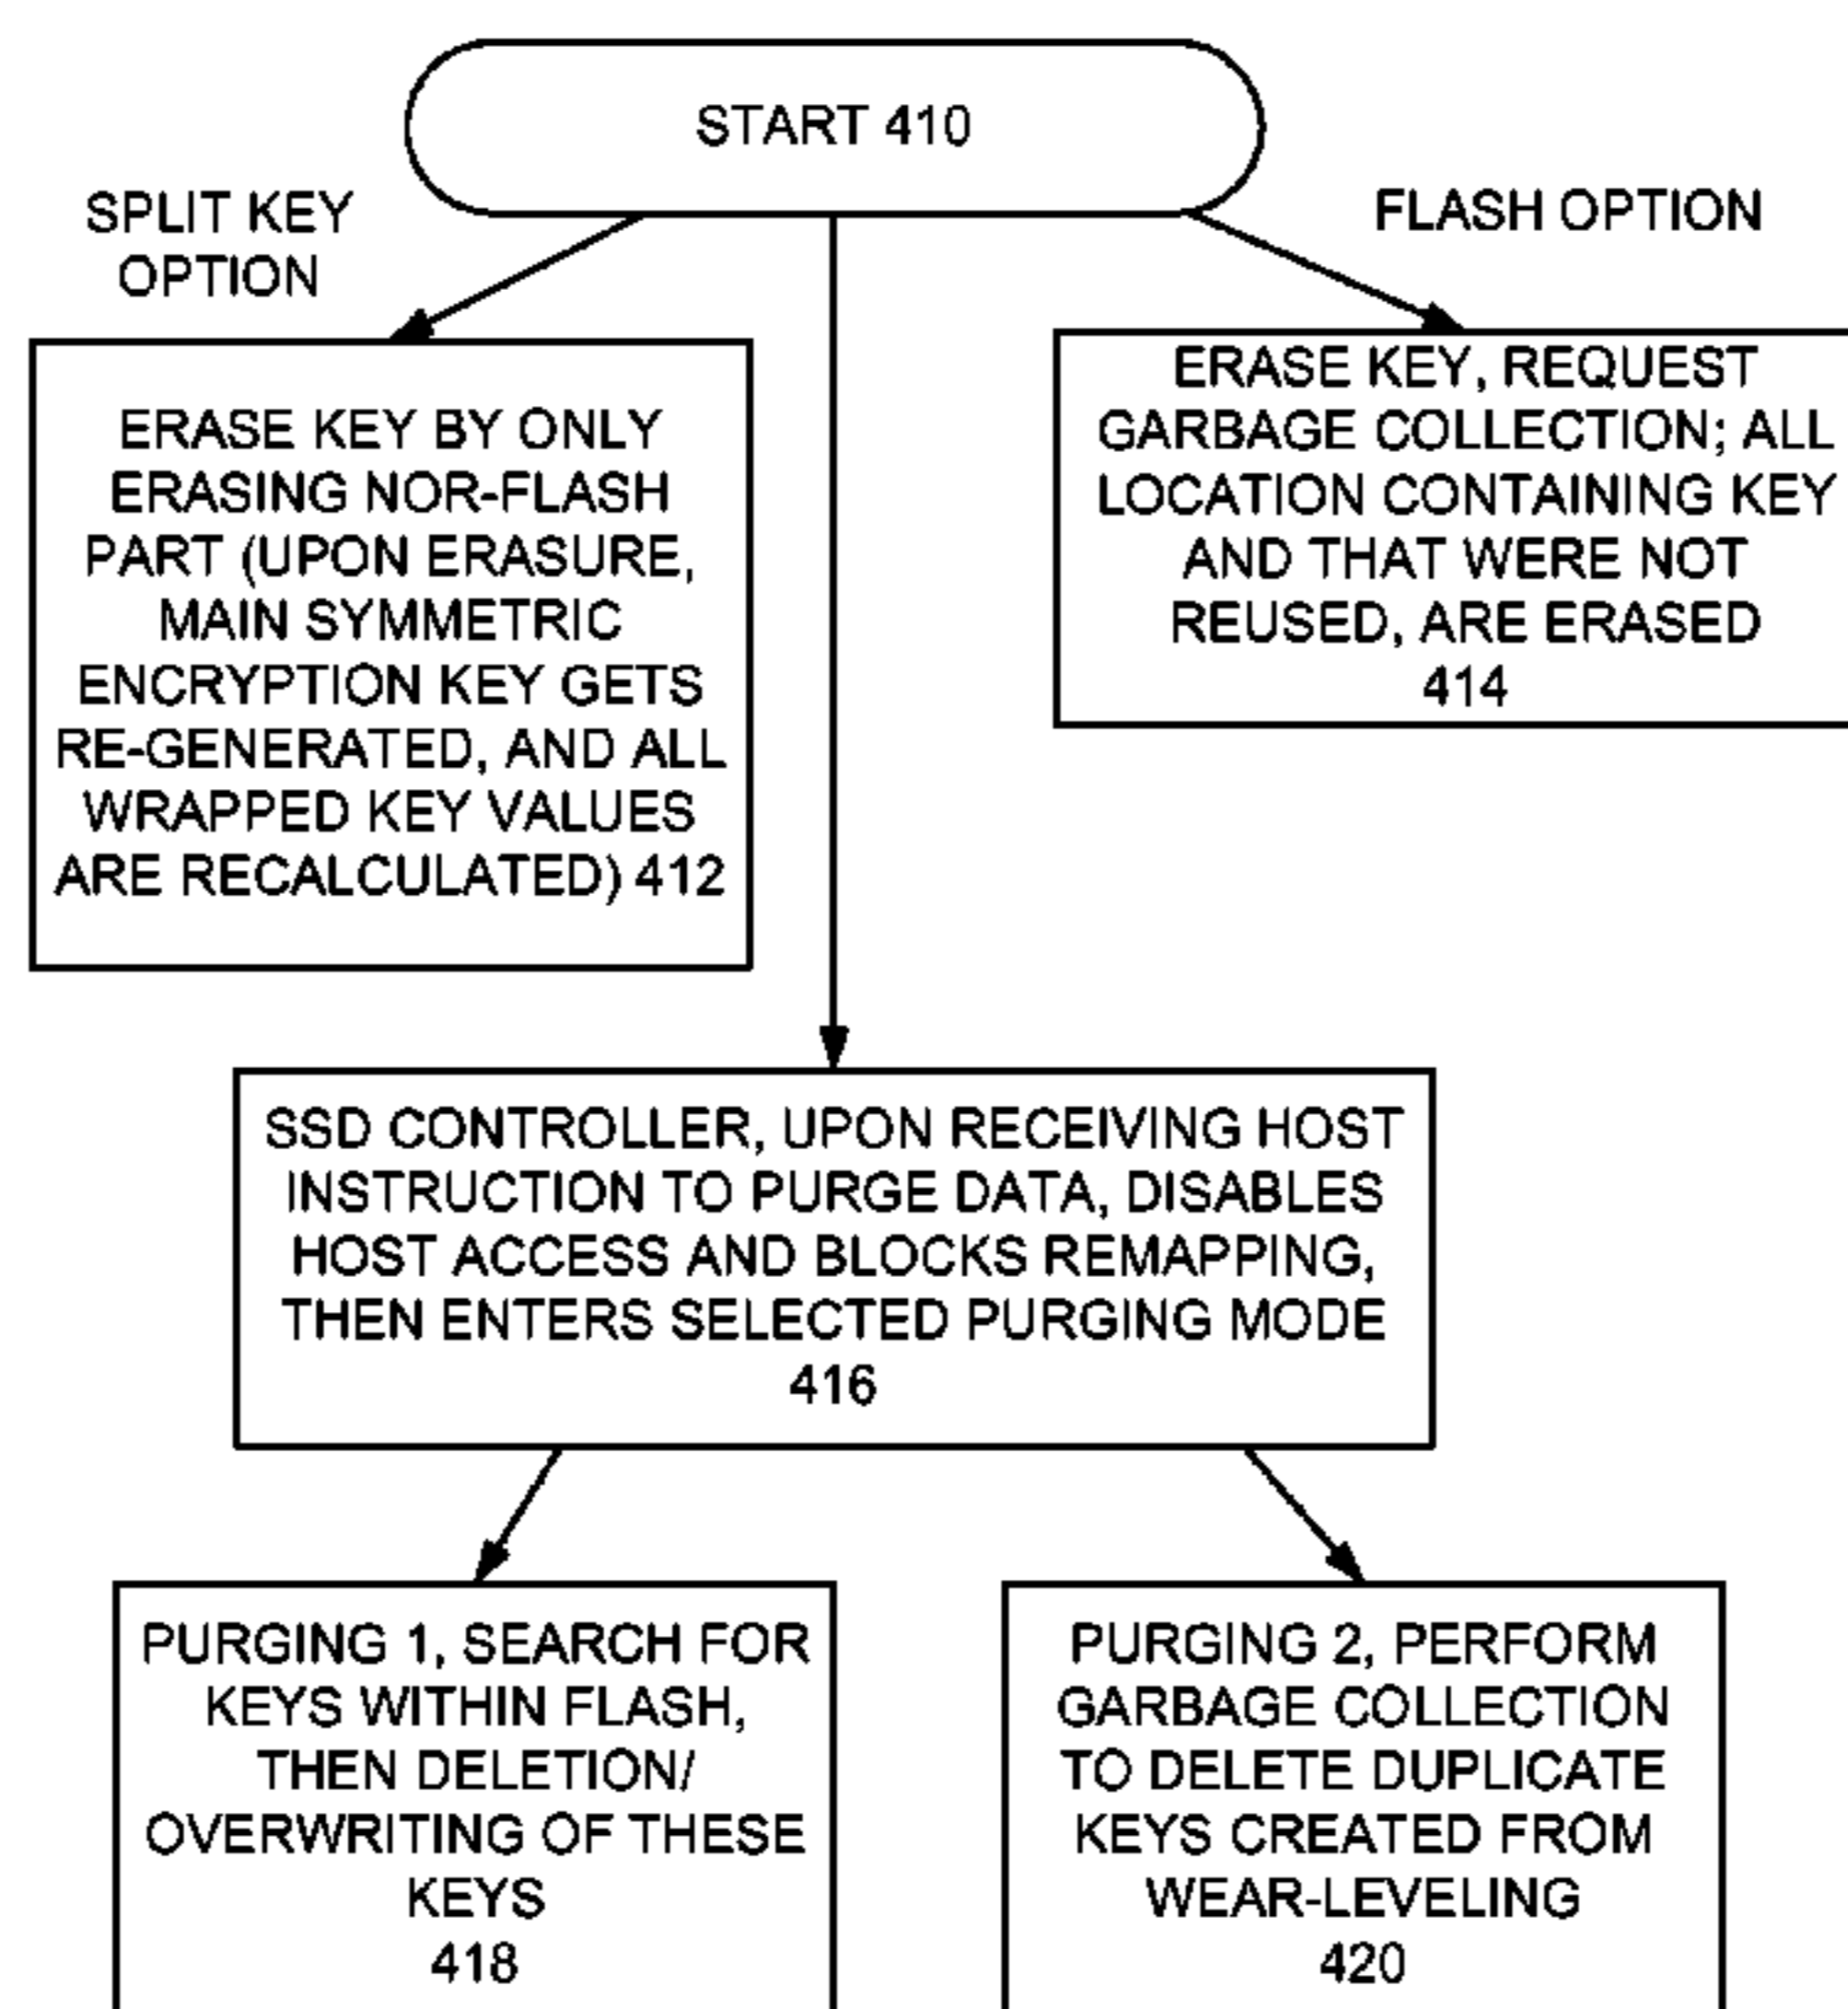 START 410
SPLIT KEY
OPTION
FLASH OPTION
ERASE KEY BY ONLY
ERASING NOR-FLASH
PART (UPON ERASURE,
MAIN SYMMETRIC
ENCRYPTION KEY GETS
RE-GENERATED, AND ALL
WRAPPED KEY VALUES
ARE RECALCULATED) 412
ERASE KEY, REQUEST
GARBAGE COLLECTION; ALL
LOCATION CONTAINING KEY
AND THAT WERE NOT
REUSED, ARE ERASED
414
SSD CONTROLLER, UPON RECEIVING HOST
INSTRUCTION TO PURGE DATA, DISABLES
HOST ACCESS AND BLOCKS REMAPPING,
THEN ENTERS SELECTED PURGING MODE
416
PURGING 1, SEARCH FOR
KEYS WITHIN FLASH,
THEN DELETION/
OVERWRITING OF THESE
KEYS
418
PURGING 2, PERFORM
GARBAGE COLLECTION
TO DELETE DUPLICATE
KEYS CREATED FROM
WEAR-LEVELING
420